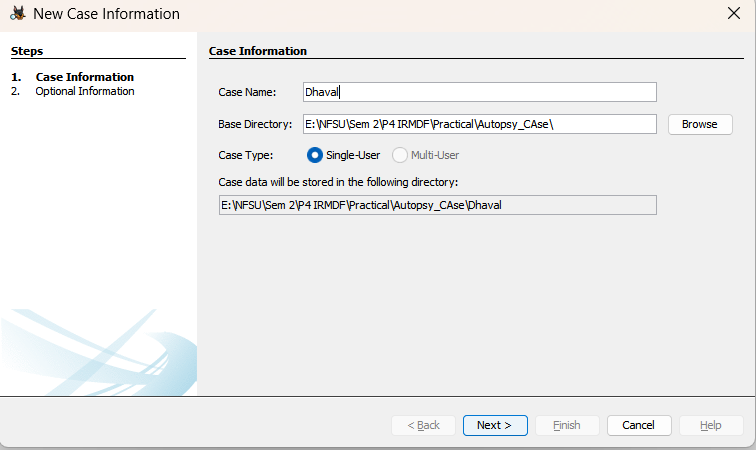 New Case Information
Steps
1. Case Information
2. Optional Information
Case Information
Case Name: Dhaval
Base Directory: E:\NFSU\Sem 2\P4 IRMDF\Practical\Autopsy_CAse\ Browse
Case Type: Single-User Multi-User
Case data will be stored in the following directory:
E:\NFSU\Sem 2\P4 IRMDF\Practical\Autopsy_CAse\Dhaval
< Back Next > Finish Cancel Help